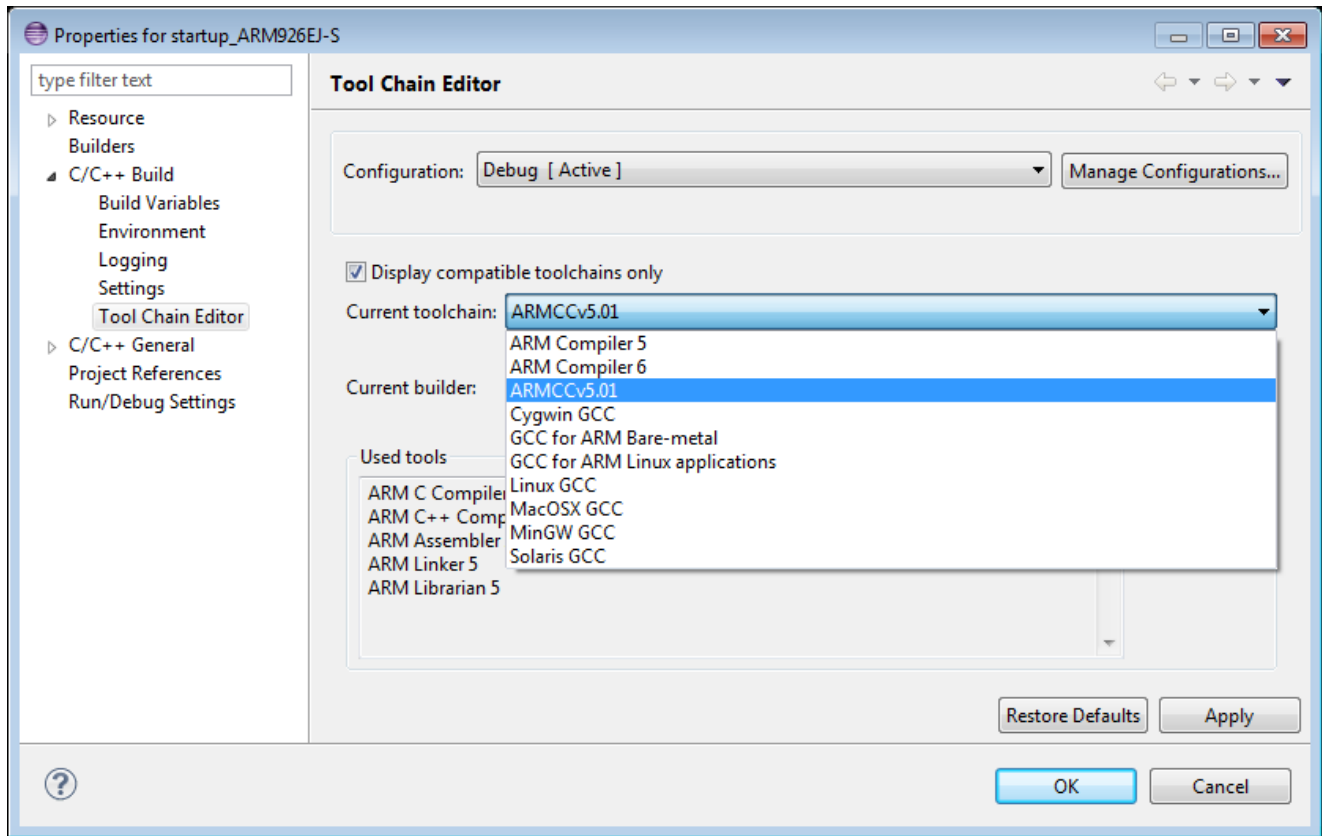 Properties for startup_ARM926EJ-S
type filter text
Resource
Builders
C/C++ Build
Build Variables
Environment
Logging
Settings
Tool Chain Editor
C/C++ General
Project References
Run/Debug Settings
Tool Chain Editor
Configuration: Debug [ Active ] Manage Configurations...
Display compatible toolchains only
Current toolchain: ARMCCv5.01
ARM Compiler 5
ARM Compiler 6
ARMCCv5.01
Cygwin GCC
GCC for ARM Bare-metal
GCC for ARM Linux applications
Linux GCC
MacOSX GCC
MinGW GCC
Solaris GCC
Current builder:
Used tools
ARM C Compiler
ARM C++ Comp
ARM Assembler
ARM Linker 5
ARM Librarian 5
Restore Defaults Apply
? OK Cancel